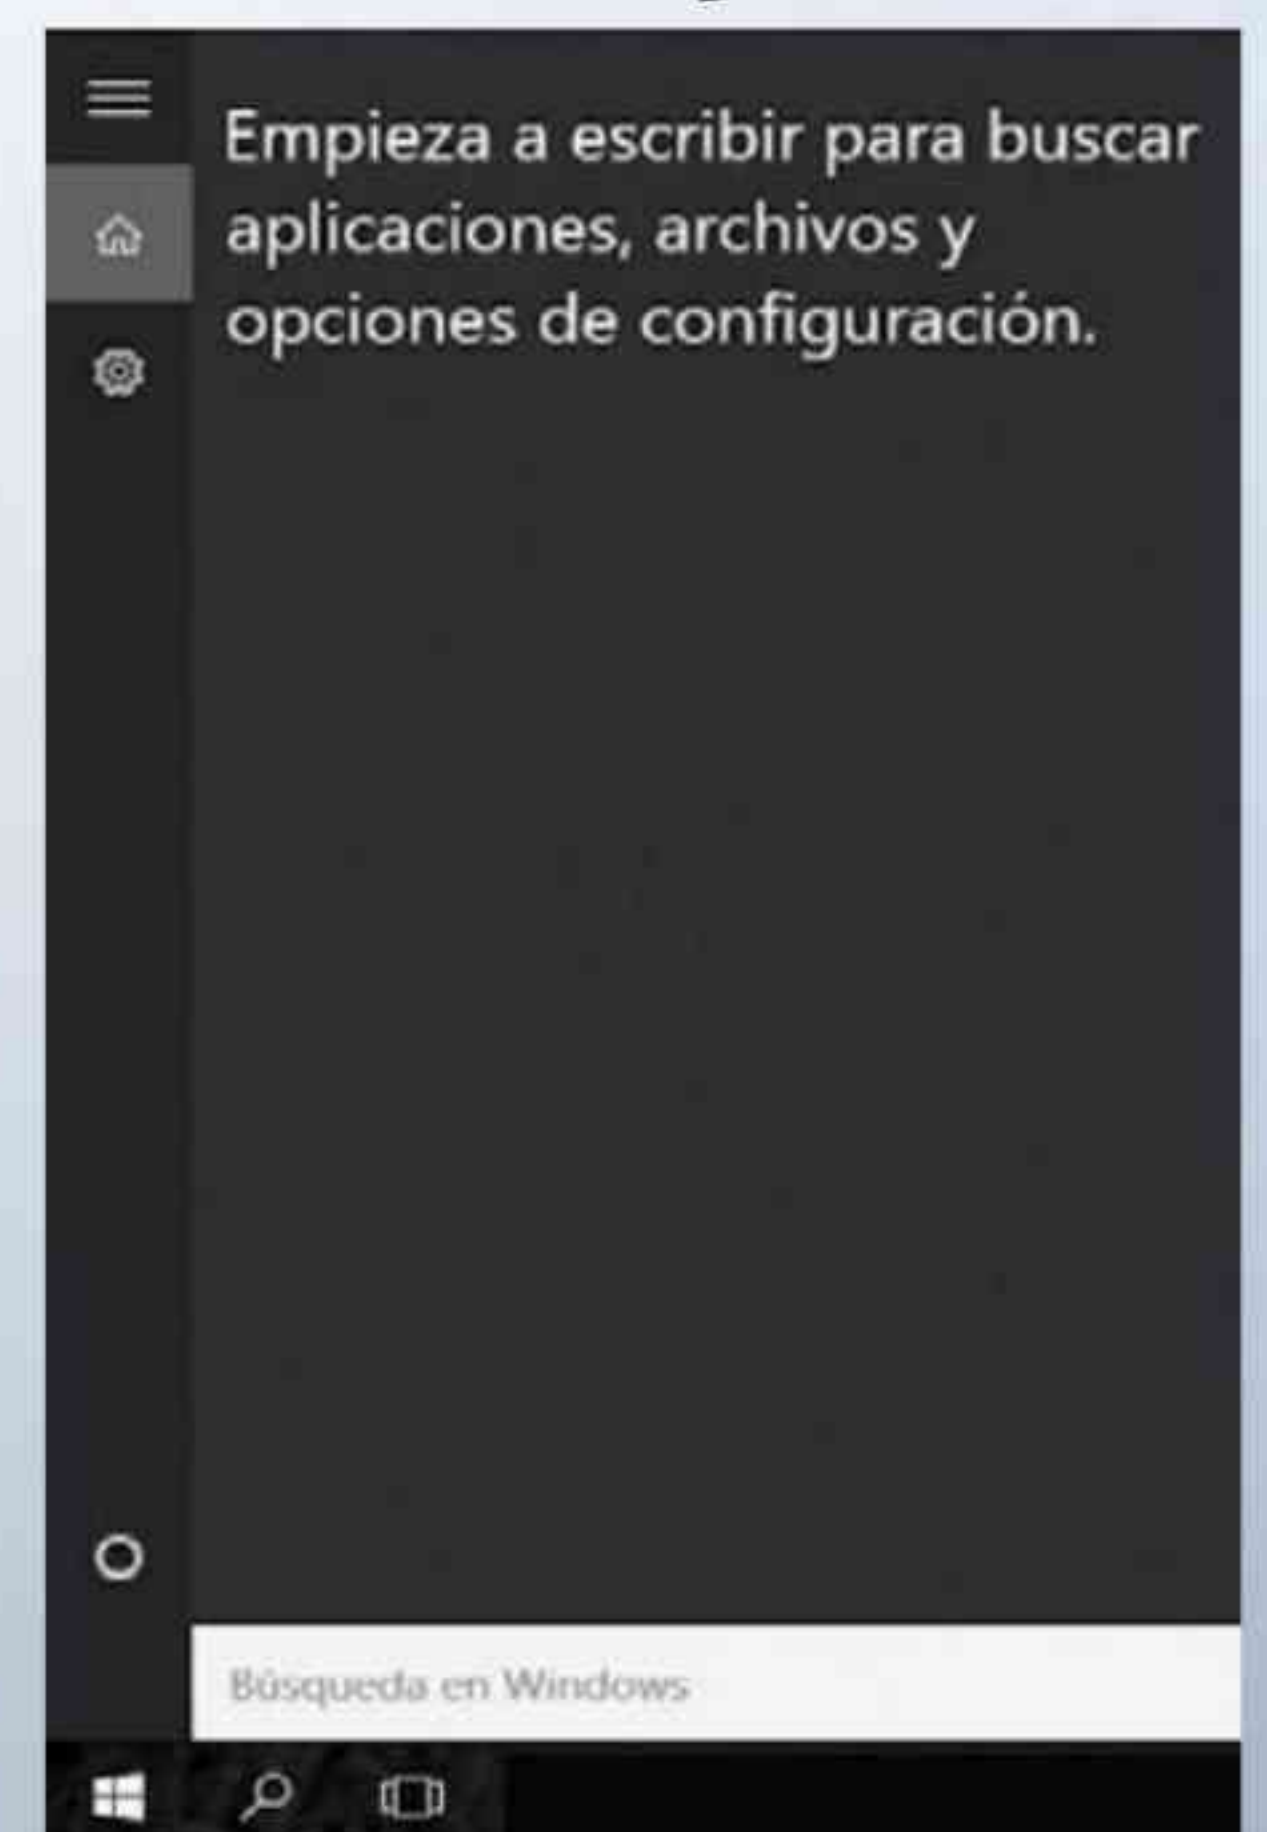 Empieza a escribir para buscar
aplicaciones, archivos y
opciones de configuración.
Búsqueda en Windows